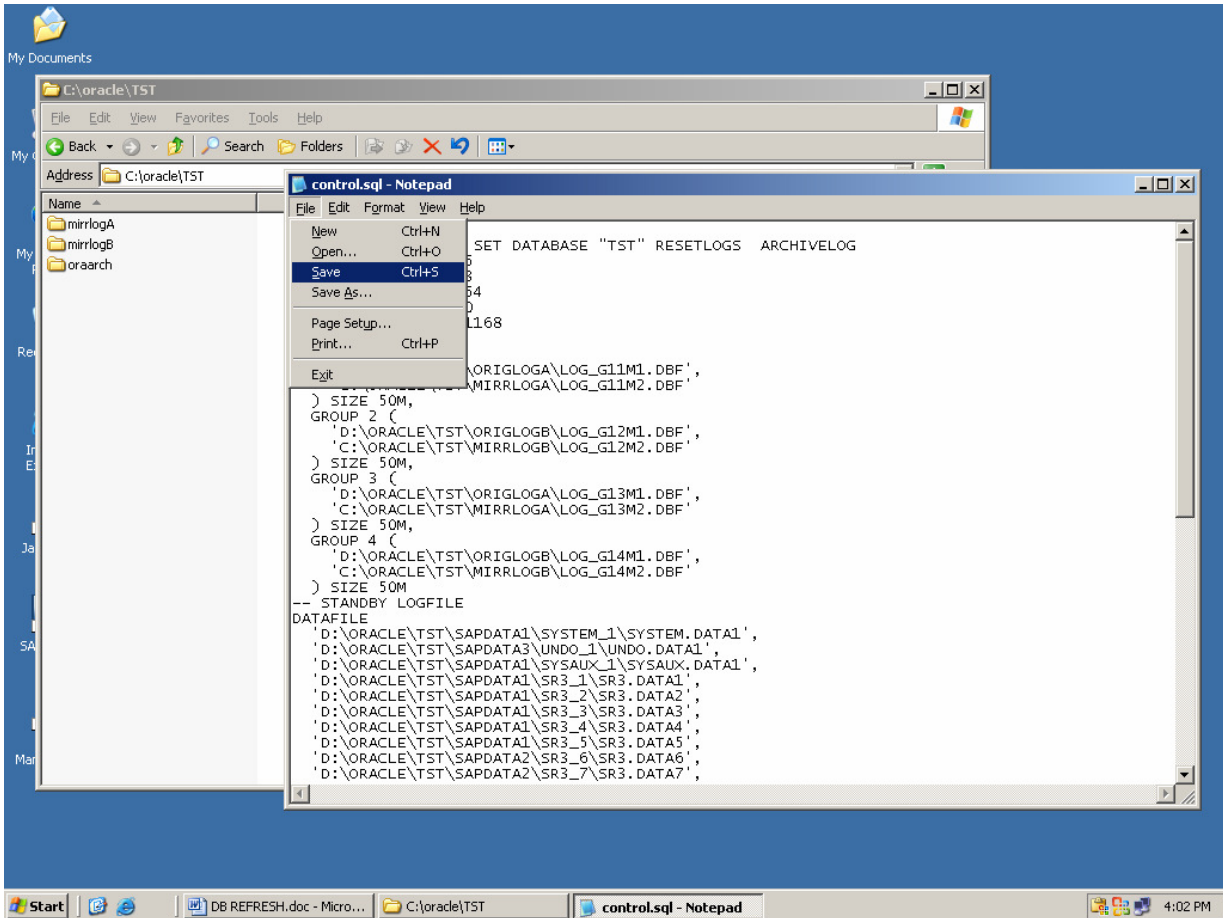 My Documents
C:\oracle\TST
File Edit View Favorites Tools Help
Back Search Folders
Address C:\oracle\TST
Name
mirrlogA
mirrlogB
oraarch
My
My
Re
In
E
Ja
SA
Mar
control.sql - Notepad
File Edit Format View Help
New Ctrl+N
Open... Ctrl+O
Save Ctrl+S
Save As...
Page Setup...
Print... Ctrl+P
Exit
SET DATABASE "TST" RESETLOGS ARCHIVELOG
54
1168
\ORIGLOGA\LOG_G11M1.DBF',
\MIRRLOGA\LOG_G11M2.DBF'
) SIZE 50M,
GROUP 2 (
'D:\ORACLE\TST\ORIGLOGB\LOG_G12M1.DBF',
'C:\ORACLE\TST\MIRRLOGB\LOG_G12M2.DBF'
) SIZE 50M,
GROUP 3 (
'D:\ORACLE\TST\ORIGLOGA\LOG_G13M1.DBF',
'C:\ORACLE\TST\MIRRLOGA\LOG_G13M2.DBF'
) SIZE 50M,
GROUP 4 (
'D:\ORACLE\TST\ORIGLOGB\LOG_G14M1.DBF',
'C:\ORACLE\TST\MIRRLOGB\LOG_G14M2.DBF'
) SIZE 50M
-- STANDBY LOGFILE
DATAFILE
'D:\ORACLE\TST\SAPDATA1\SYSTEM_1\SYSTEM.DATA1',
'D:\ORACLE\TST\SAPDATA3\UNDO_1\UNDO.DATA1',
'D:\ORACLE\TST\SAPDATA1\SYSAUX_1\SYSAUX.DATA1',
'D:\ORACLE\TST\SAPDATA1\SR3_1\SR3.DATA1',
'D:\ORACLE\TST\SAPDATA1\SR3_2\SR3.DATA2',
'D:\ORACLE\TST\SAPDATA1\SR3_3\SR3.DATA3',
'D:\ORACLE\TST\SAPDATA1\SR3_4\SR3.DATA4',
'D:\ORACLE\TST\SAPDATA1\SR3_5\SR3.DATA5',
'D:\ORACLE\TST\SAPDATA2\SR3_6\SR3.DATA6',
'D:\ORACLE\TST\SAPDATA2\SR3_7\SR3.DATA7',
Start DB REFRESH.doc - Micro... C:\oracle\TST control.sql - Notepad 4:02 PM